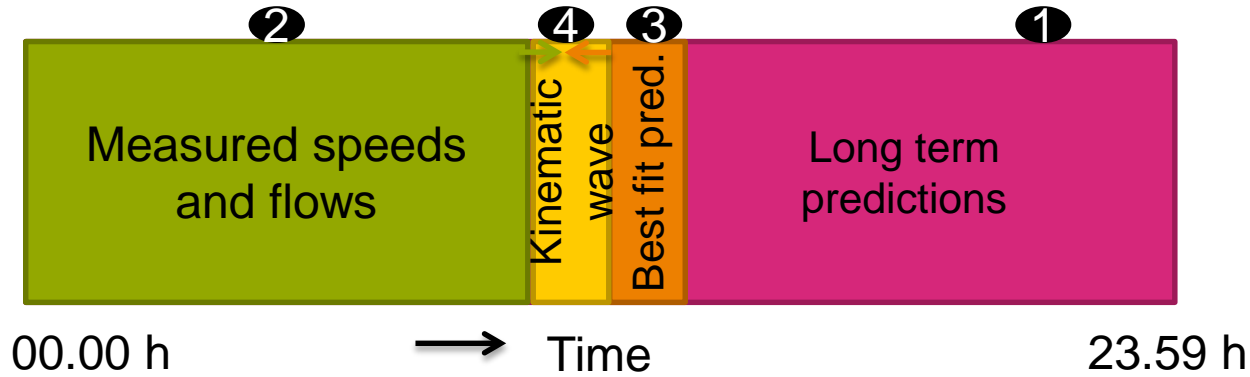 2
4
3
1
Measured speeds
and flows
Kinematic
wave
Best fit pred.
Long term
predictions
00.00 h
Time
23.59 h